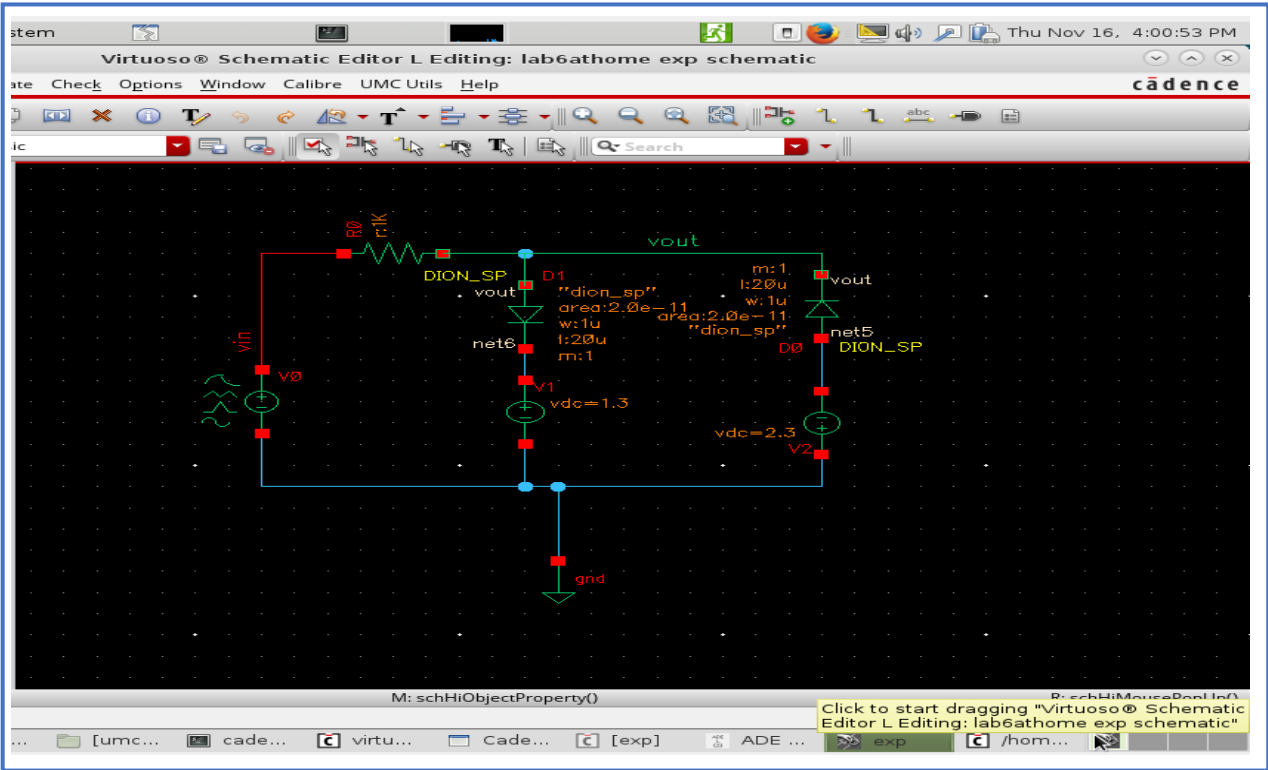 stem
Thu Nov 16, 4:00:53 PM
Virtuoso® Schematic Editor L Editing: lab6athome exp schematic
ate Check Options Window Calibre UMC Utils Help
cādence
abc
ic
Search
R0
r:1K
vout
DION_SP
D1
vout
"dion_sp"
area:2.0e-11
w:1u
l:20u
m:1
net6
m:1
l:20u
w:1u
area:2.0e-11
"dion_sp"
vout
net5
D0
DION_SP
vin
V0
V1
vdc=1.3
vdc=2.3
V2
gnd
M: schHiObjectProperty()
R: schHiMousePopUp()
Click to start dragging "Virtuoso® Schematic
Editor L Editing: lab6athome exp schematic"
... [umc... cade... virtu... Cade... [exp] ADE ... exp /hom...